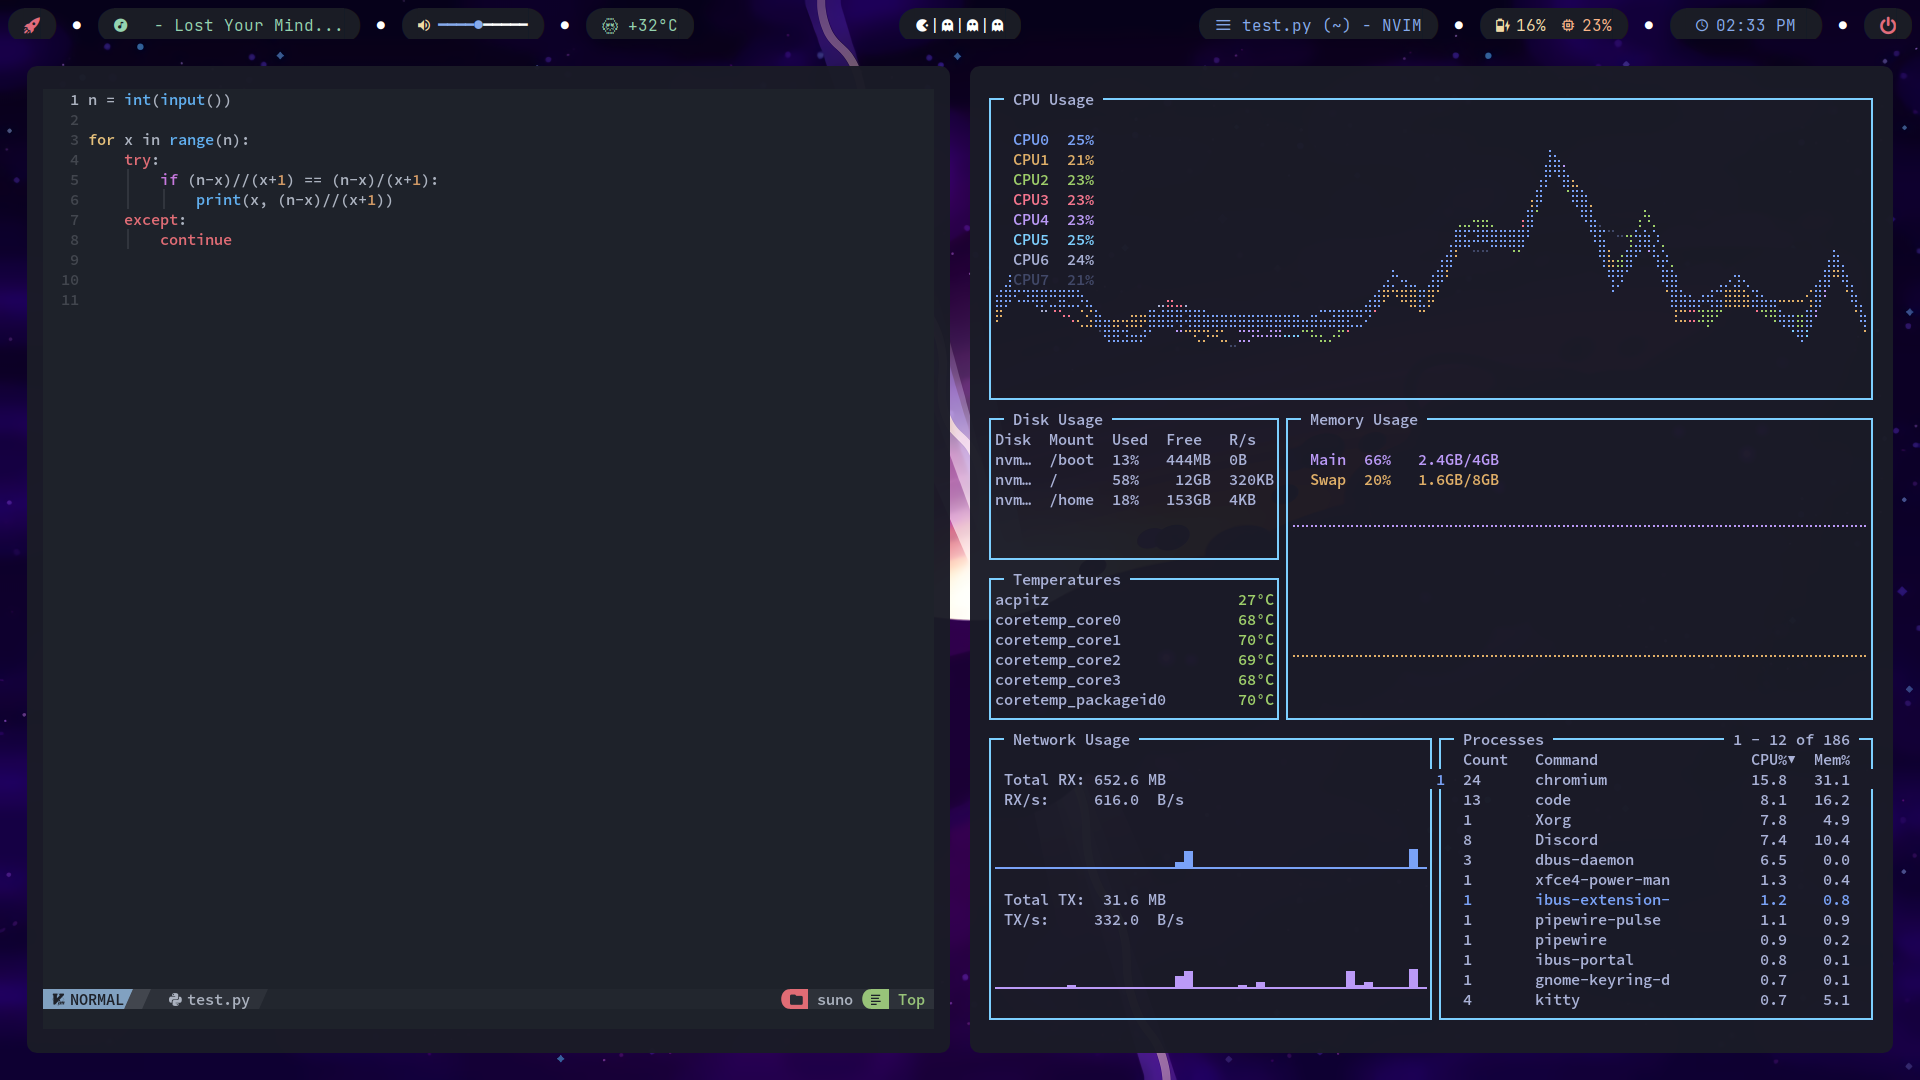 - Lost Your Mind...
+32°C
test.py (~) - NVIM
16%
23%
02:33 PM
1 n = int(input())
2
3 for x in range(n):
4 try:
5 if (n-x)//(x+1) == (n-x)/(x+1):
6 print(x, (n-x)//(x+1))
7 except:
8 continue
9
10
11
NORMAL test.py suno Top
CPU Usage
CPU0 25%
CPU1 21%
CPU2 23%
CPU3 23%
CPU4 23%
CPU5 25%
CPU6 24%
CPU7 21%
Disk Usage
Disk Mount Used Free R/s
nvm… /boot 13% 444MB 0B
nvm… / 58% 12GB 320KB
nvm… /home 18% 153GB 4KB
Memory Usage
Main 66% 2.4GB/4GB
Swap 20% 1.6GB/8GB
Temperatures
acpitz 27°C
coretemp_core0 68°C
coretemp_core1 70°C
coretemp_core2 69°C
coretemp_core3 68°C
coretemp_packageid0 70°C
Network Usage
Total RX: 652.6 MB
RX/s: 616.0 B/s
Total TX: 31.6 MB
TX/s: 332.0 B/s
Processes 1 - 12 of 186
Count Command CPU%▼ Mem%
1 24 chromium 15.8 31.1
13 code 8.1 16.2
1 Xorg 7.8 4.9
8 Discord 7.4 10.4
3 dbus-daemon 6.5 0.0
1 xfce4-power-man 1.3 0.4
1 ibus-extension- 1.2 0.8
1 pipewire-pulse 1.1 0.9
1 pipewire 0.9 0.2
1 ibus-portal 0.8 0.1
1 gnome-keyring-d 0.7 0.1
4 kitty 0.7 5.1